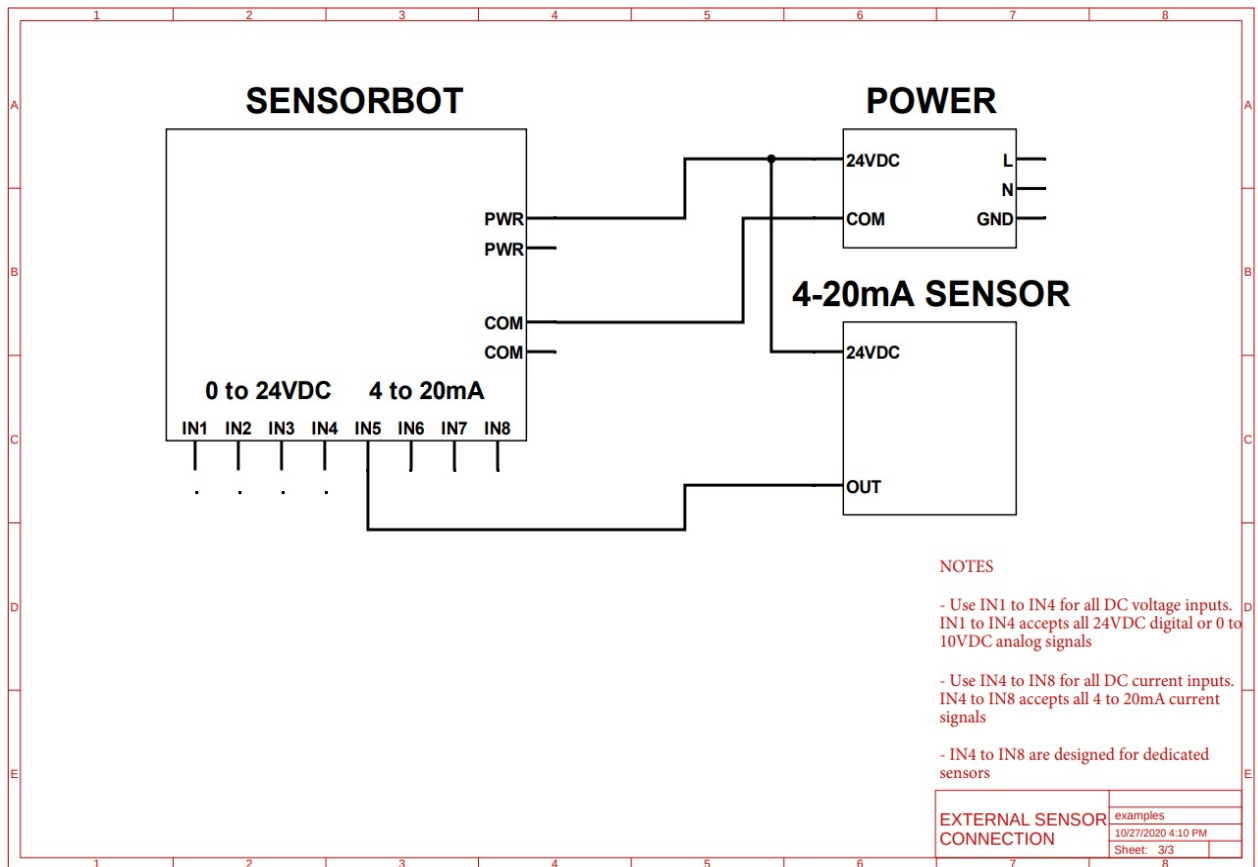 1 2 3 4 5 6 7 8
A A
SENSORBOT POWER
24VDC L
N
PWR COM GND
PWR
B B
4-20mA SENSOR
COM
COM 24VDC
0 to 24VDC 4 to 20mA
IN1 IN2 IN3 IN4 IN5 IN6 IN7 IN8
C C
OUT
NOTES
- Use IN1 to IN4 for all DC voltage inputs.
D D
IN1 to IN4 accepts all 24VDC digital or 0 to
10VDC analog signals
- Use IN4 to IN8 for all DC current inputs.
IN4 to IN8 accepts all 4 to 20mA current
signals
- IN4 to IN8 are designed for dedicated
sensors
E E
EXTERNAL SENSOR
CONNECTION
examples
10/27/2020 4:10 PM
Sheet: 3/3
1 2 3 4 5 6 7 8